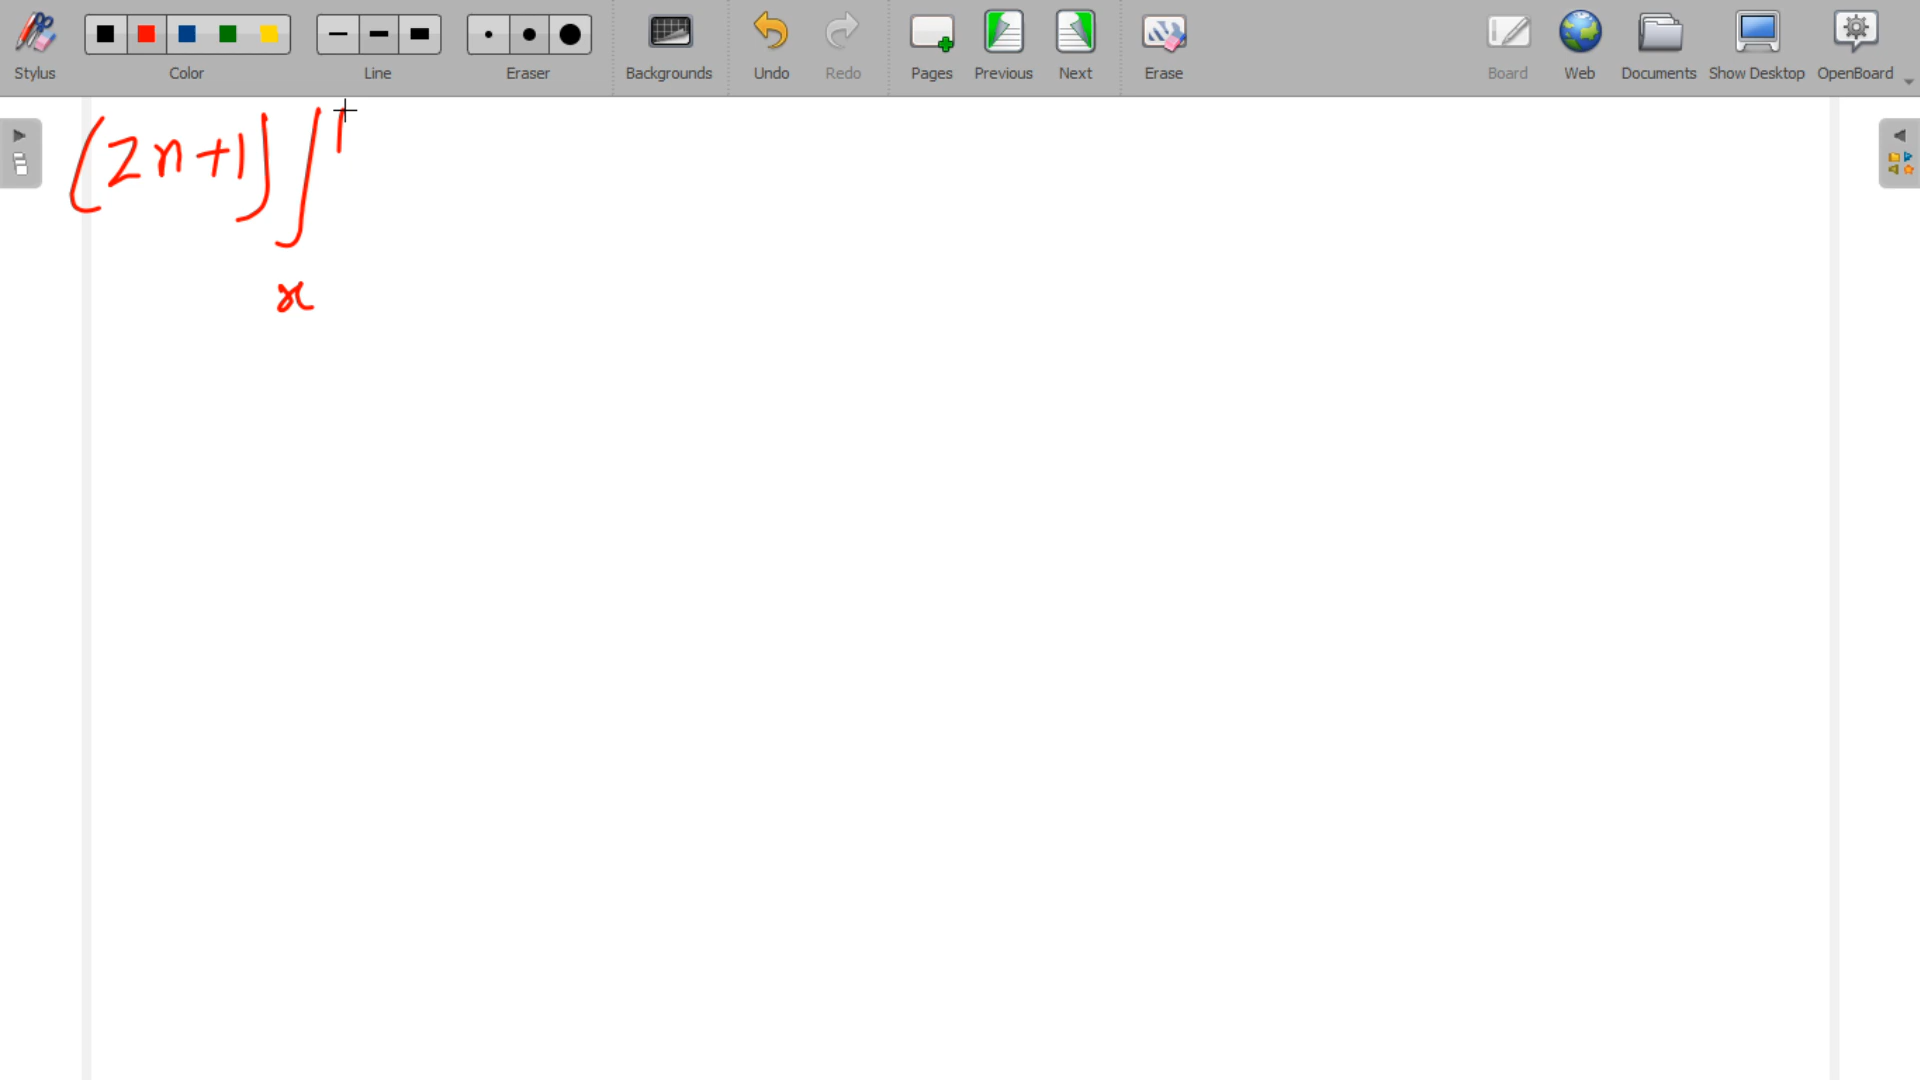 Stylus Color Line Eraser Backgrounds Undo Redo Pages Previous Next Erase Board Web Documents Show Desktop OpenBoard
(2n+1) ∫ 1
x